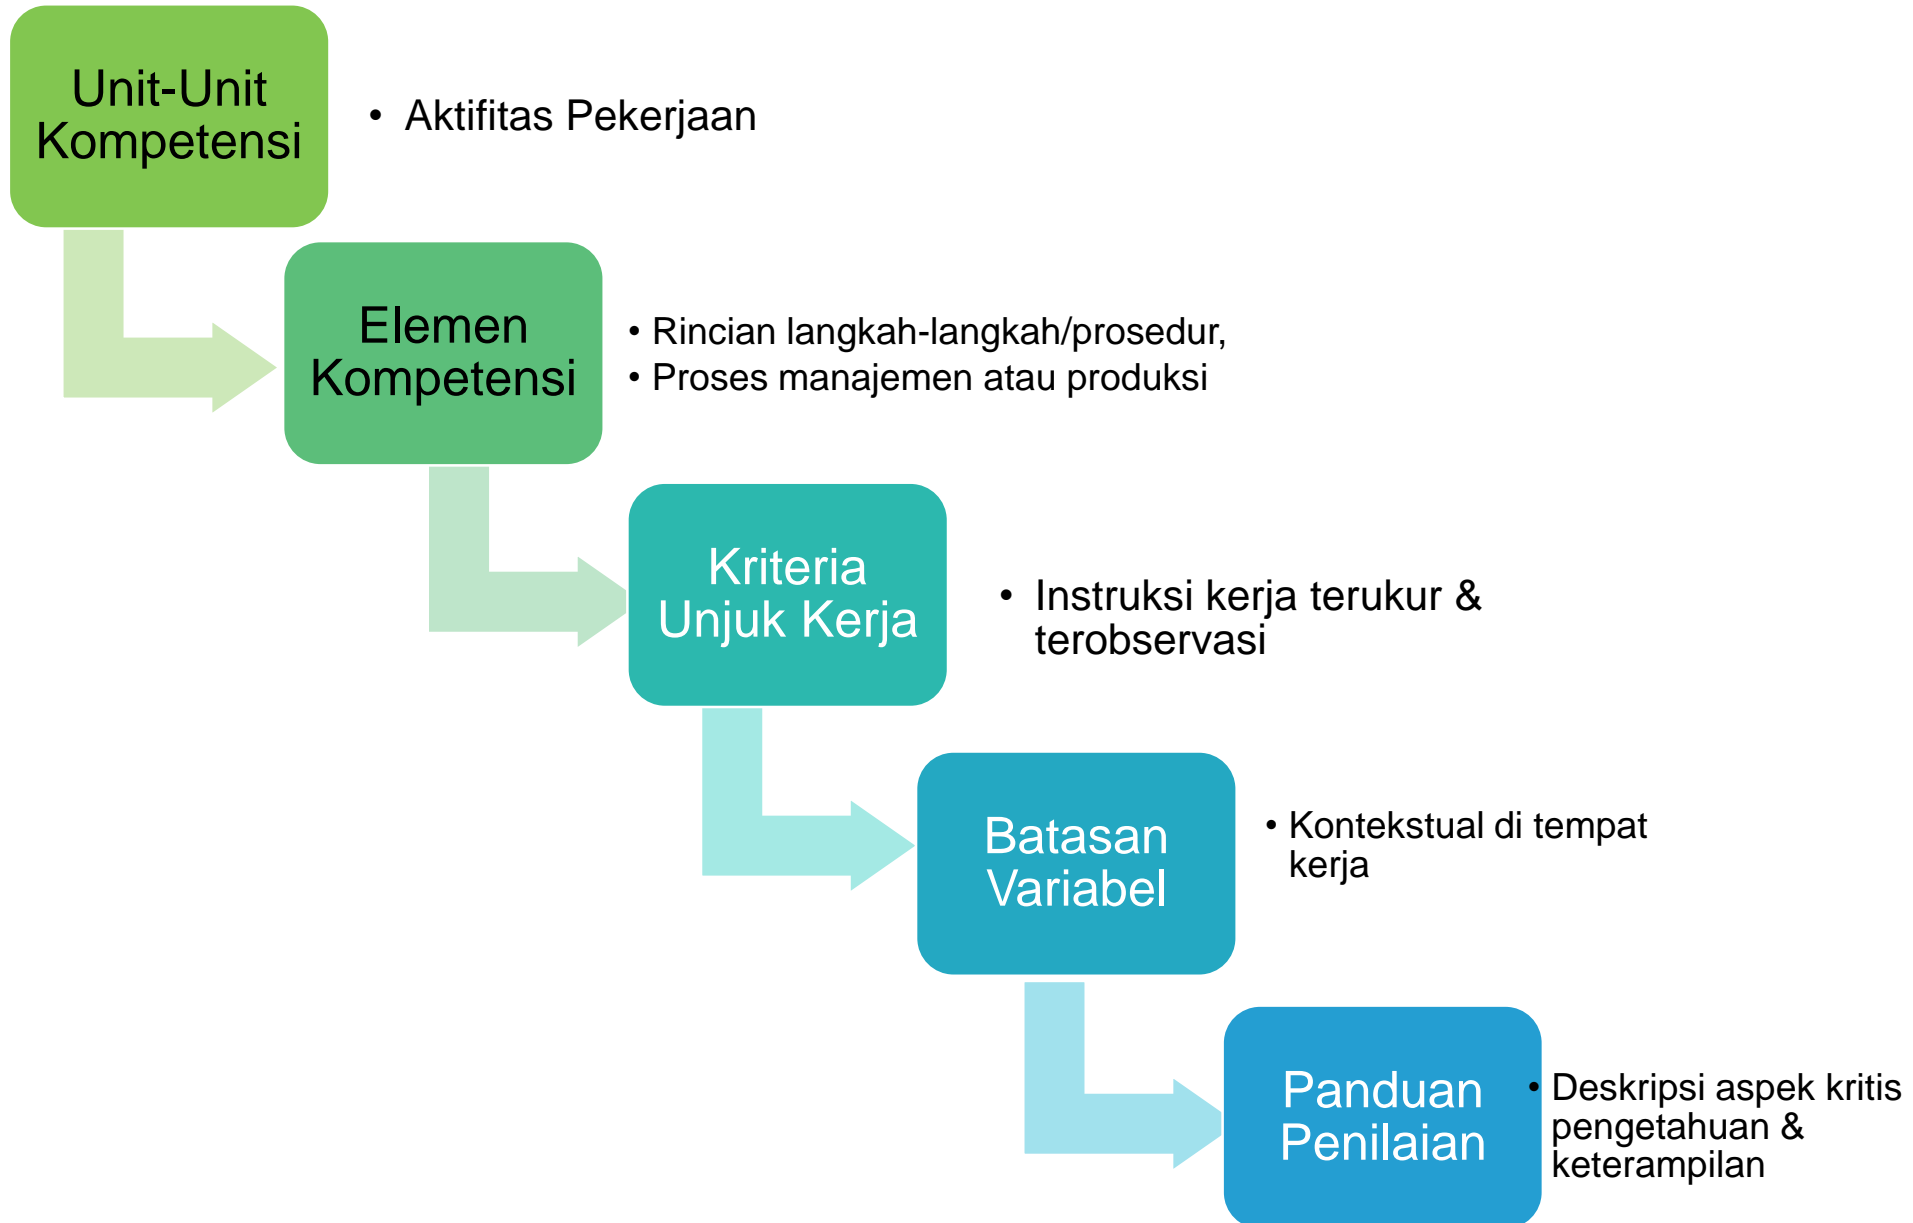 Unit-Unit
Kompetensi
• Aktifitas Pekerjaan
Elemen
Kompetensi
• Rincian langkah-langkah/prosedur,
• Proses manajemen atau produksi
Kriteria
Unjuk Kerja
• Instruksi kerja terukur &
terobservasi
Batasan
Variabel
• Kontekstual di tempat
kerja
Panduan
Penilaian
• Deskripsi aspek kritis
pengetahuan &
keterampilan